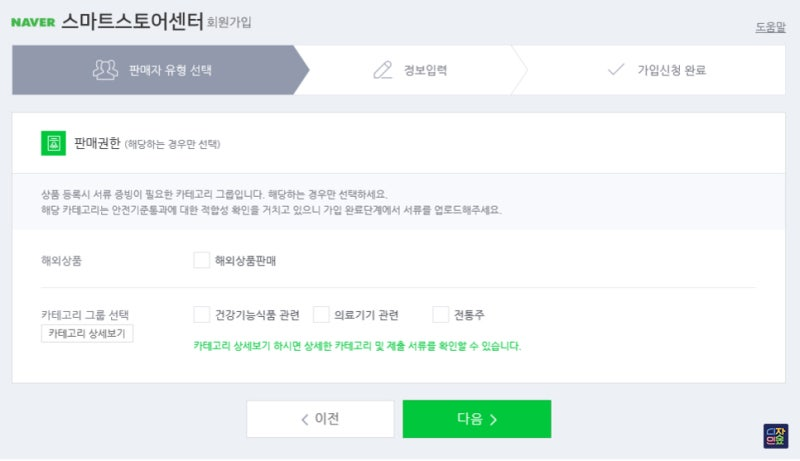 NAVER 스마트스토어센터 회원가입
도움말
판매자 유형 선택
정보입력
가입신청 완료
판매권한 (해당하는 경우만 선택)
상품 등록시 서류 증빙이 필요한 카테고리 그룹입니다. 해당하는 경우만 선택하세요.
해당 카테고리는 안전기준통과에 대한 적합성 확인을 거치고 있으니 가입 완료단계에서 서류를 업로드해주세요.
해외상품
해외상품판매
카테고리 그룹 선택
건강기능식품 관련
의료기기 관련
전통주
카테고리 상세보기
카테고리 상세보기 하시면 상세한 카테고리 및 제출 서류를 확인할 수 있습니다.
이전
다음